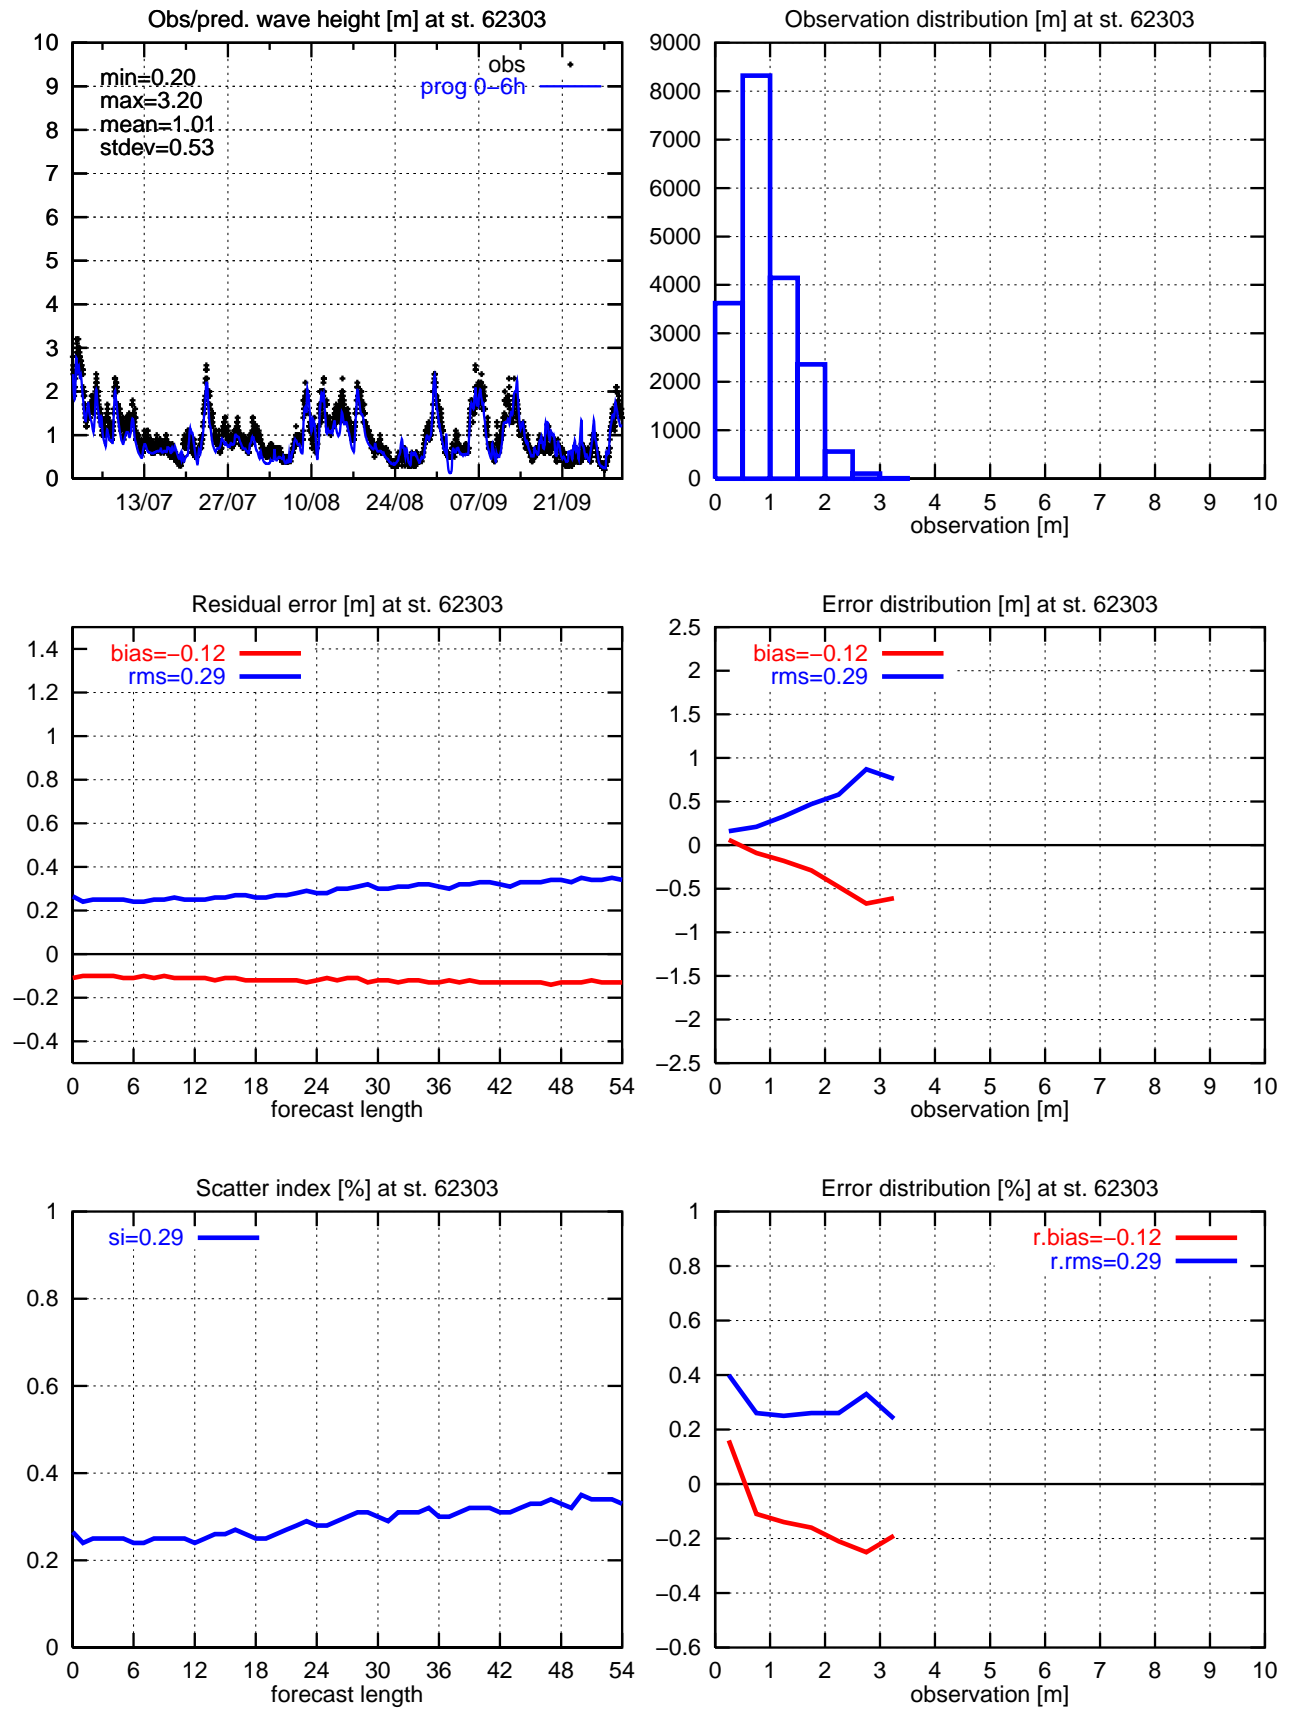 Obs/pred. wave height [m] at st. 62303
10
9
8
7
6
5
4
3
2
1
0
min=0.20
max=3.20
mean=1.01
stdev=0.53
obs
prog 0−6h
13/07 27/07 10/08 24/08 07/09 21/09
Observation distribution [m] at st. 62303
9000
8000
7000
6000
5000
4000
3000
2000
1000
0
0 1 2 3 4 5 6 7 8 9 10
observation [m]
Residual error [m] at st. 62303
1.4
1.2
1
0.8
0.6
0.4
0.2
0
−0.2
−0.4
bias=−0.12
rms=0.29
0 6 12 18 24 30 36 42 48 54
forecast length
Error distribution [m] at st. 62303
2.5
2
1.5
1
0.5
0
−0.5
−1
−1.5
−2
−2.5
bias=−0.12
rms=0.29
0 1 2 3 4 5 6 7 8 9 10
observation [m]
Scatter index [%] at st. 62303
1
0.8
0.6
0.4
0.2
0
si=0.29
0 6 12 18 24 30 36 42 48 54
forecast length
Error distribution [%] at st. 62303
1
0.8
0.6
0.4
0.2
0
−0.2
−0.4
−0.6
r.bias=−0.12
r.rms=0.29
0 1 2 3 4 5 6 7 8 9 10
observation [m]